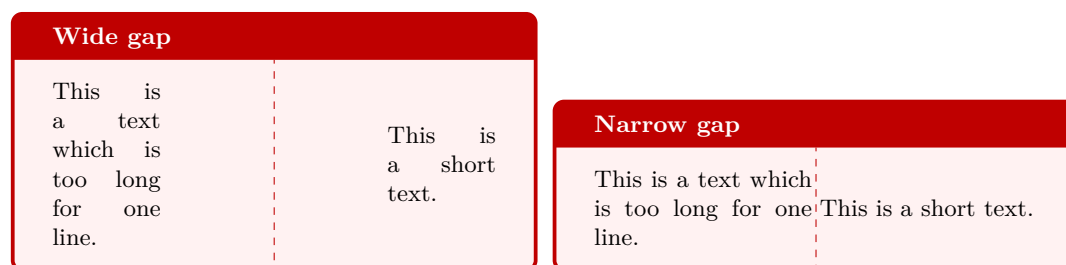 Wide gap
This is
a text
which is
too long
for one
line.
This is
a short
text.
Narrow gap
This is a text which
is too long for one
line.
This is a short text.